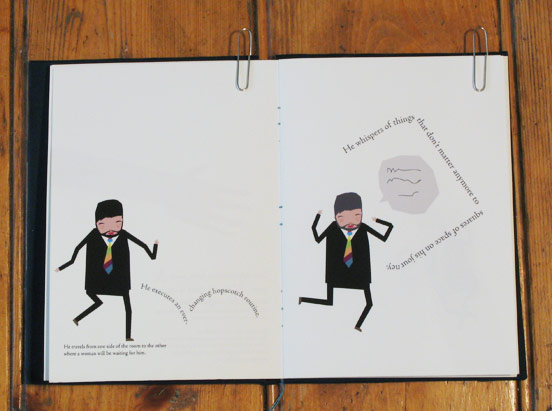 He executes an ever-
changing hopscotch routine.
He travels from one side of the room to the other
where a woman will be waiting for him.
He whispers of things
that don't matter anymore to
squares of space on his journey.